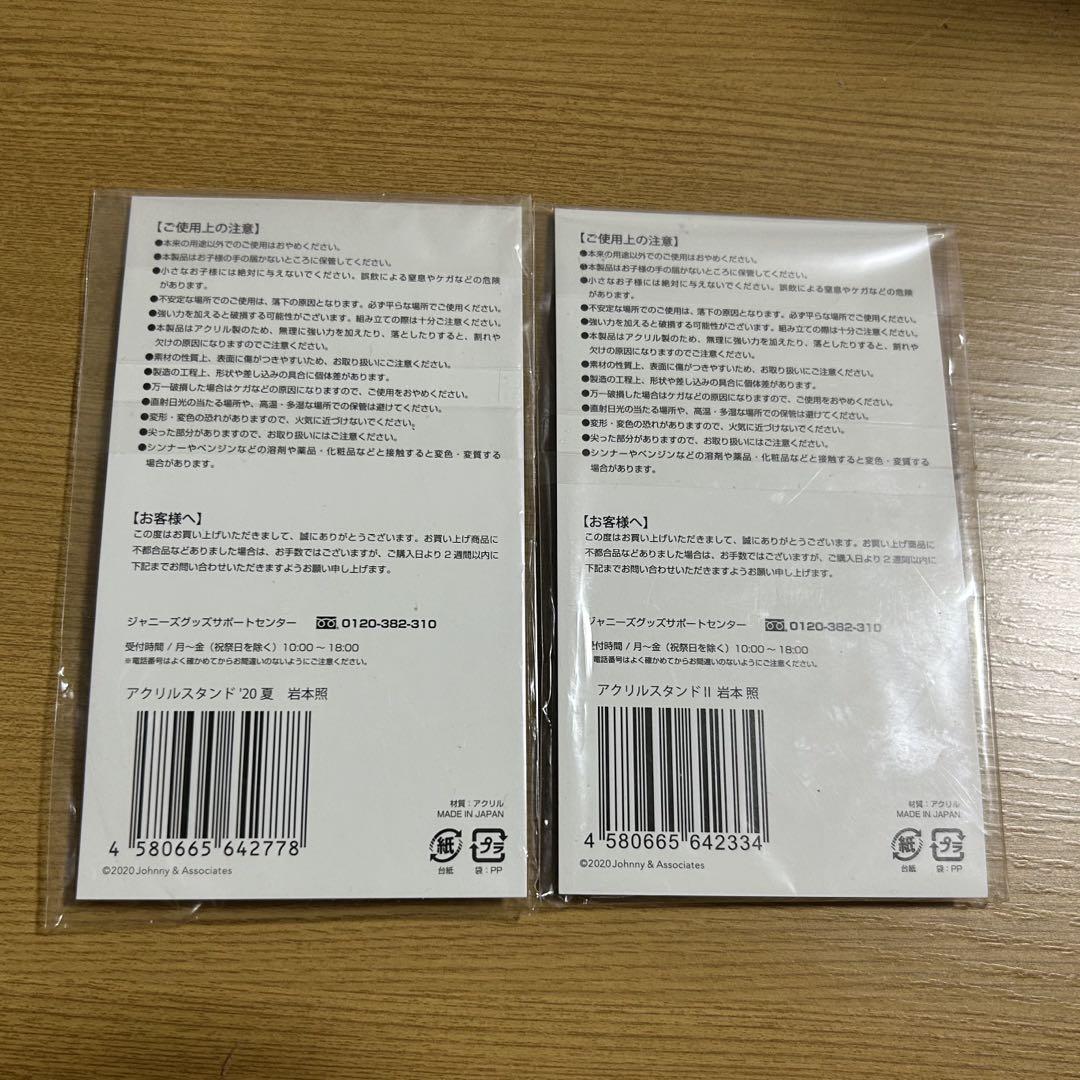 【ご使用上の注意】
●本来の用途以外でのご使用はおやめください。
●本製品はお子様の手の届かないところに保管してください。
●小さなお子様には絶対に与えないでください。誤飲による窒息やケガなどの危険
があります。
●不安定な場所でのご使用は、落下の原因となります。必ず平らな場所でご使用ください。
●強い力を加えると破損する可能性がございます。組み立ての際は十分ご注意ください。
●本製品はアクリル製のため、無理に強い力を加えたり、落としたりすると、割れや
欠けの原因になりますのでご注意ください。
●素材の性質上、表面に傷がつきやすいため、お取り扱いにご注意ください。
●製造の工程上、形状や差し込みの具合に個体差があります。
●万一破損した場合はケガなどの原因になりますので、ご使用をおやめください。
●直射日光の当たる場所や、高温・多湿な場所での保管は避けてください。
●変形・変色の恐れがありますので、火気に近づけないでください。
●尖った部分がありますので、お取り扱いにはご注意ください。
●シンナーやベンジンなどの溶剤や薬品・化粧品などと接触すると変色・変質する
場合があります。
【お客様へ】
この度はお買い上げいただきまして、誠にありがとうございます。お買い上げ商品に
不都合品などありました場合は、お手数ではございますが、ご購入日より2週間以内に
下記までお問い合わせいただきますようお願い申し上げます。
ジャニーズグッズサポートセンター 0120-382-310
受付時間/月～金(祝祭日を除く)10:00～18:00
※電話番号はよく確かめてからお間違いのないようにご注意ください。
アクリルスタンド'20夏 岩本照
材質:アクリル
MADE IN JAPAN
4 580665 642778
紙 プラ
台紙 袋:PP
©2020 Johnny & Associates
【ご使用上の注意】
●本来の用途以外でのご使用はおやめください。
●本製品はお子様の手の届かないところに保管してください。
●小さなお子様には絶対に与えないでください。誤飲による窒息やケガなどの危険
があります。
●不安定な場所でのご使用は、落下の原因となります。必ず平らな場所でご使用ください。
●強い力を加えると破損する可能性がございます。組み立ての際は十分ご注意ください。
●本製品はアクリル製のため、無理に強い力を加えたり、落としたりすると、割れや
欠けの原因になりますのでご注意ください。
●素材の性質上、表面に傷がつきやすいため、お取り扱いにご注意ください。
●製造の工程上、形状や差し込みの具合に個体差があります。
●万一破損した場合はケガなどの原因になりますので、ご使用をおやめください。
●直射日光の当たる場所や、高温・多湿な場所での保管は避けてください。
●変形・変色の恐れがありますので、火気に近づけないでください。
●尖った部分がありますので、お取り扱いにはご注意ください。
●シンナーやベンジンなどの溶剤や薬品・化粧品などと接触すると変色・変質する
場合があります。
【お客様へ】
この度はお買い上げいただきまして、誠にありがとうございます。お買い上げ商品に
不都合品などありました場合は、お手数ではございますが、ご購入日より2週間以内に
下記までお問い合わせいただきますようお願い申し上げます。
ジャニーズグッズサポートセンター 0120-382-310
受付時間/月～金(祝祭日を除く)10:00～18:00
※電話番号はよく確かめてからお間違いのないようにご注意ください。
アクリルスタンドII 岩本 照
材質:アクリル
MADE IN JAPAN
4 580665 642334
紙 プラ
台紙 袋:PP
©2020 Johnny & Associates